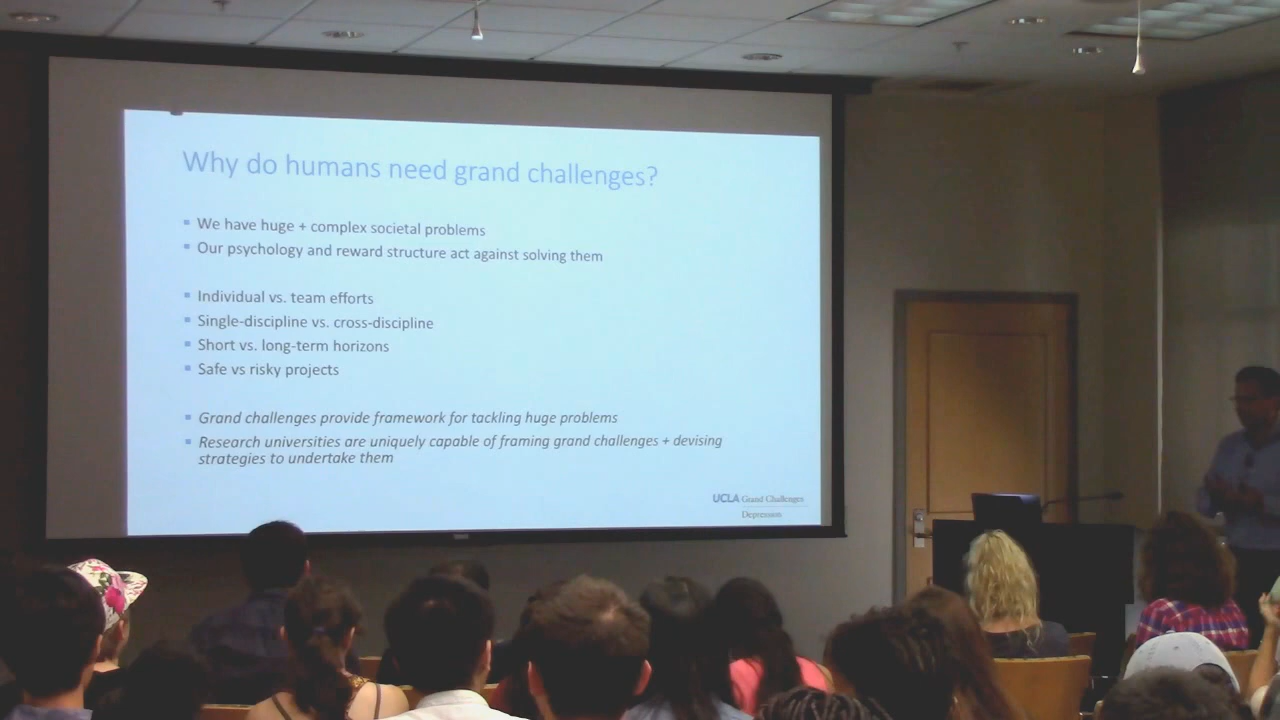 Why do humans need grand challenges?
We have huge + complex societal problems
Our psychology and reward structure act against solving them
Individual vs. team efforts
Single-discipline vs. cross-discipline
Short vs. long-term horizons
Safe vs risky projects
Grand challenges provide framework for tackling huge problems
Research universities are uniquely capable of framing grand challenges + devising
strategies to undertake them
UCLA Grand Challenges
Depression